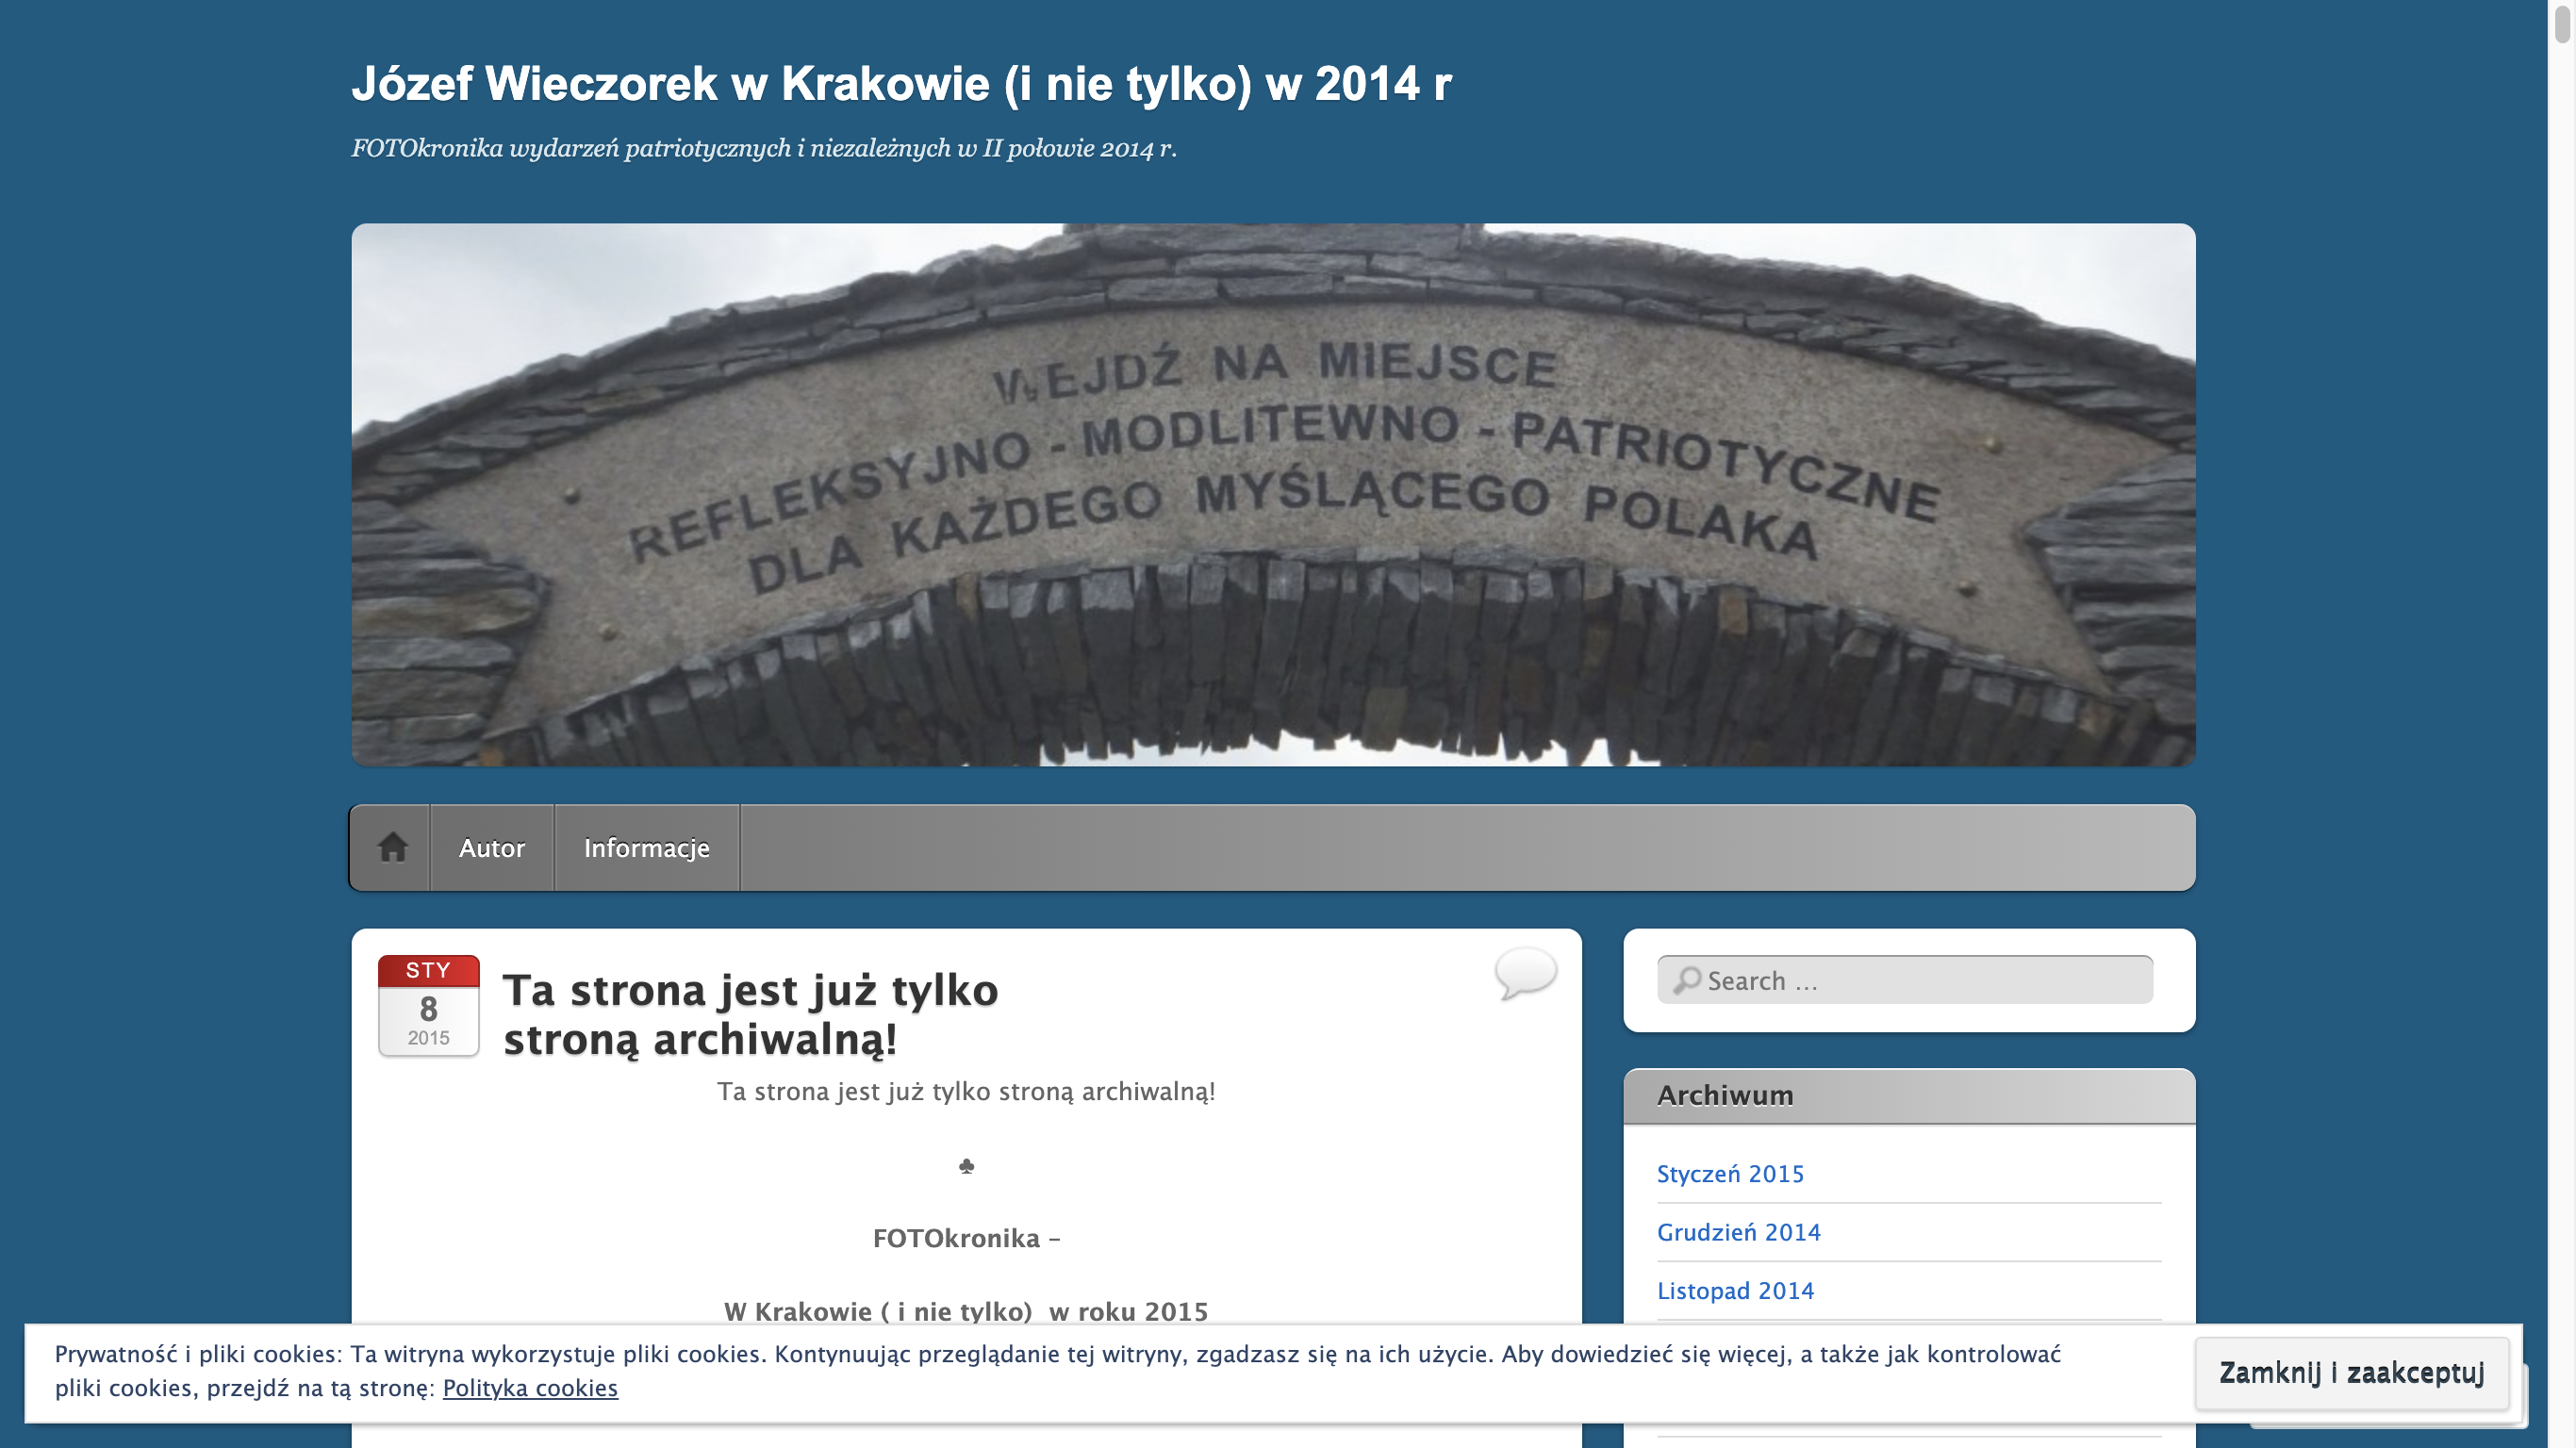 Józef Wieczorek w Krakowie (i nie tylko) w 2014 r
FOTOkronika wydarzeń patriotycznych i niezależnych w II połowie 2014 r.
WEJDŹ NA MIEJSCE
REFLEKSYJNO - MODLITEWNO - PATRIOTYCZNE
DLA KAŻDEGO MYŚLĄCEGO POLAKA
Autor
Informacje
STY
8
2015
Ta strona jest już tylko
stroną archiwalną!
Ta strona jest już tylko stroną archiwalną!
♣
FOTOkronika –
W Krakowie ( i nie tylko)  w roku 2015
Search …
Archiwum
Styczeń 2015
Grudzień 2014
Listopad 2014
Prywatność i pliki cookies: Ta witryna wykorzystuje pliki cookies. Kontynuując przeglądanie tej witryny, zgadzasz się na ich użycie. Aby dowiedzieć się więcej, a także jak kontrolować
pliki cookies, przejdź na tą stronę: Polityka cookies
Zamknij i zaakceptuj